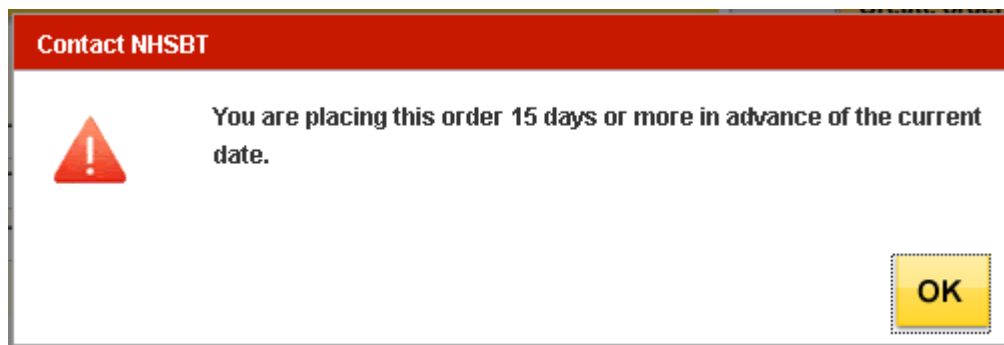 Contact NHSBT
You are placing this order 15 days or more in advance of the current
date.
OK